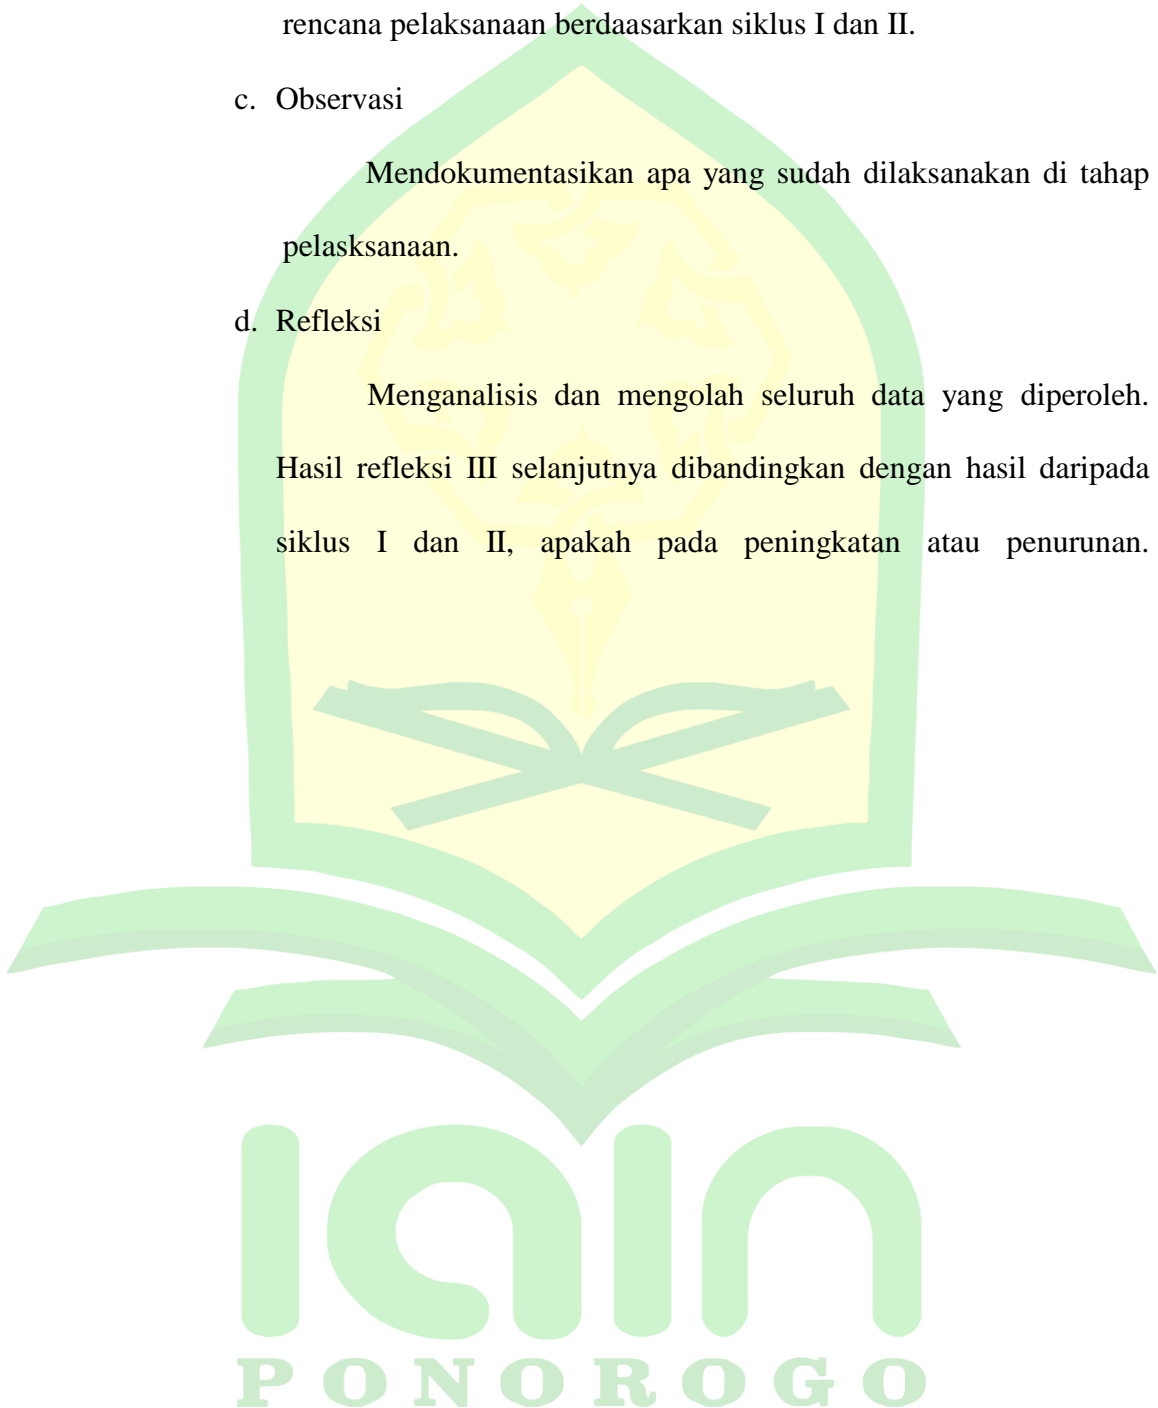 rencana pelaksanaan berdaasarkan siklus I dan II.
c. Observasi
Mendokumentasikan apa yang sudah dilaksanakan di tahap
pelasksanaan.
d. Refleksi
Menganalisis dan mengolah seluruh data yang diperoleh.
Hasil refleksi III selanjutnya dibandingkan dengan hasil daripada
siklus I dan II, apakah pada peningkatan atau penurunan.
iain
PONOROGO